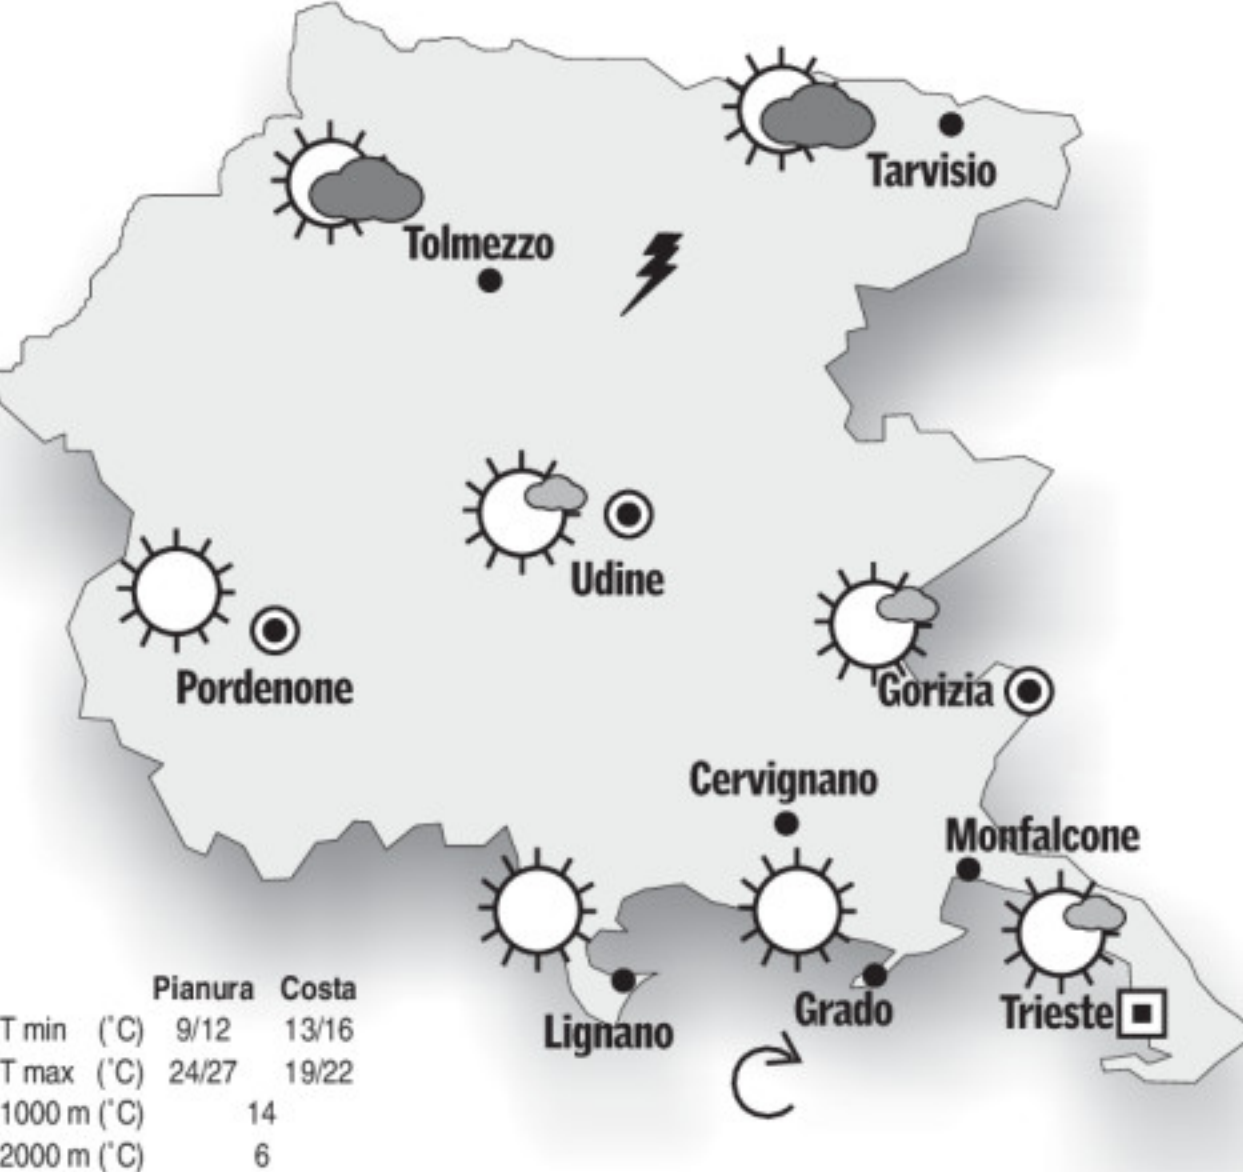 Tarvisio
Tolmezzo
Udine
Pordenone
Gorizia
Cervignano
Monfalcone
Lignano
Grado
Trieste
Pianura Costa
T min (°C) 9/12 13/16
T max (°C) 24/27 19/22
1000 m (°C) 14
2000 m (°C) 6